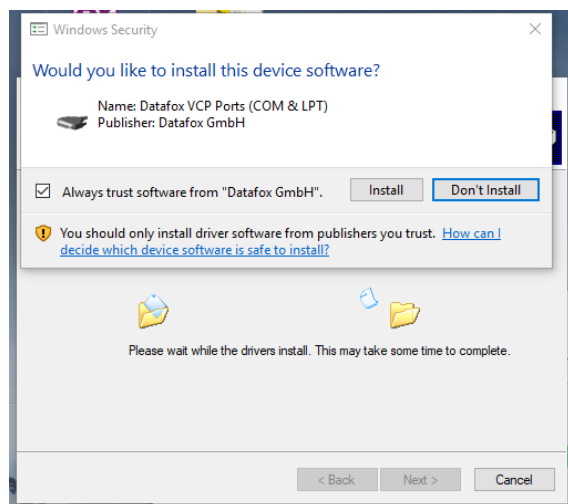 Windows Security
Would you like to install this device software?
Name: Datafox VCP Ports (COM & LPT)
Publisher: Datafox GmbH
Always trust software from "Datafox GmbH".
Install
Don't Install
You should only install driver software from publishers you trust. How can I
decide which device software is safe to install?
Please wait while the drivers install. This may take some time to complete.
< Back
Next >
Cancel